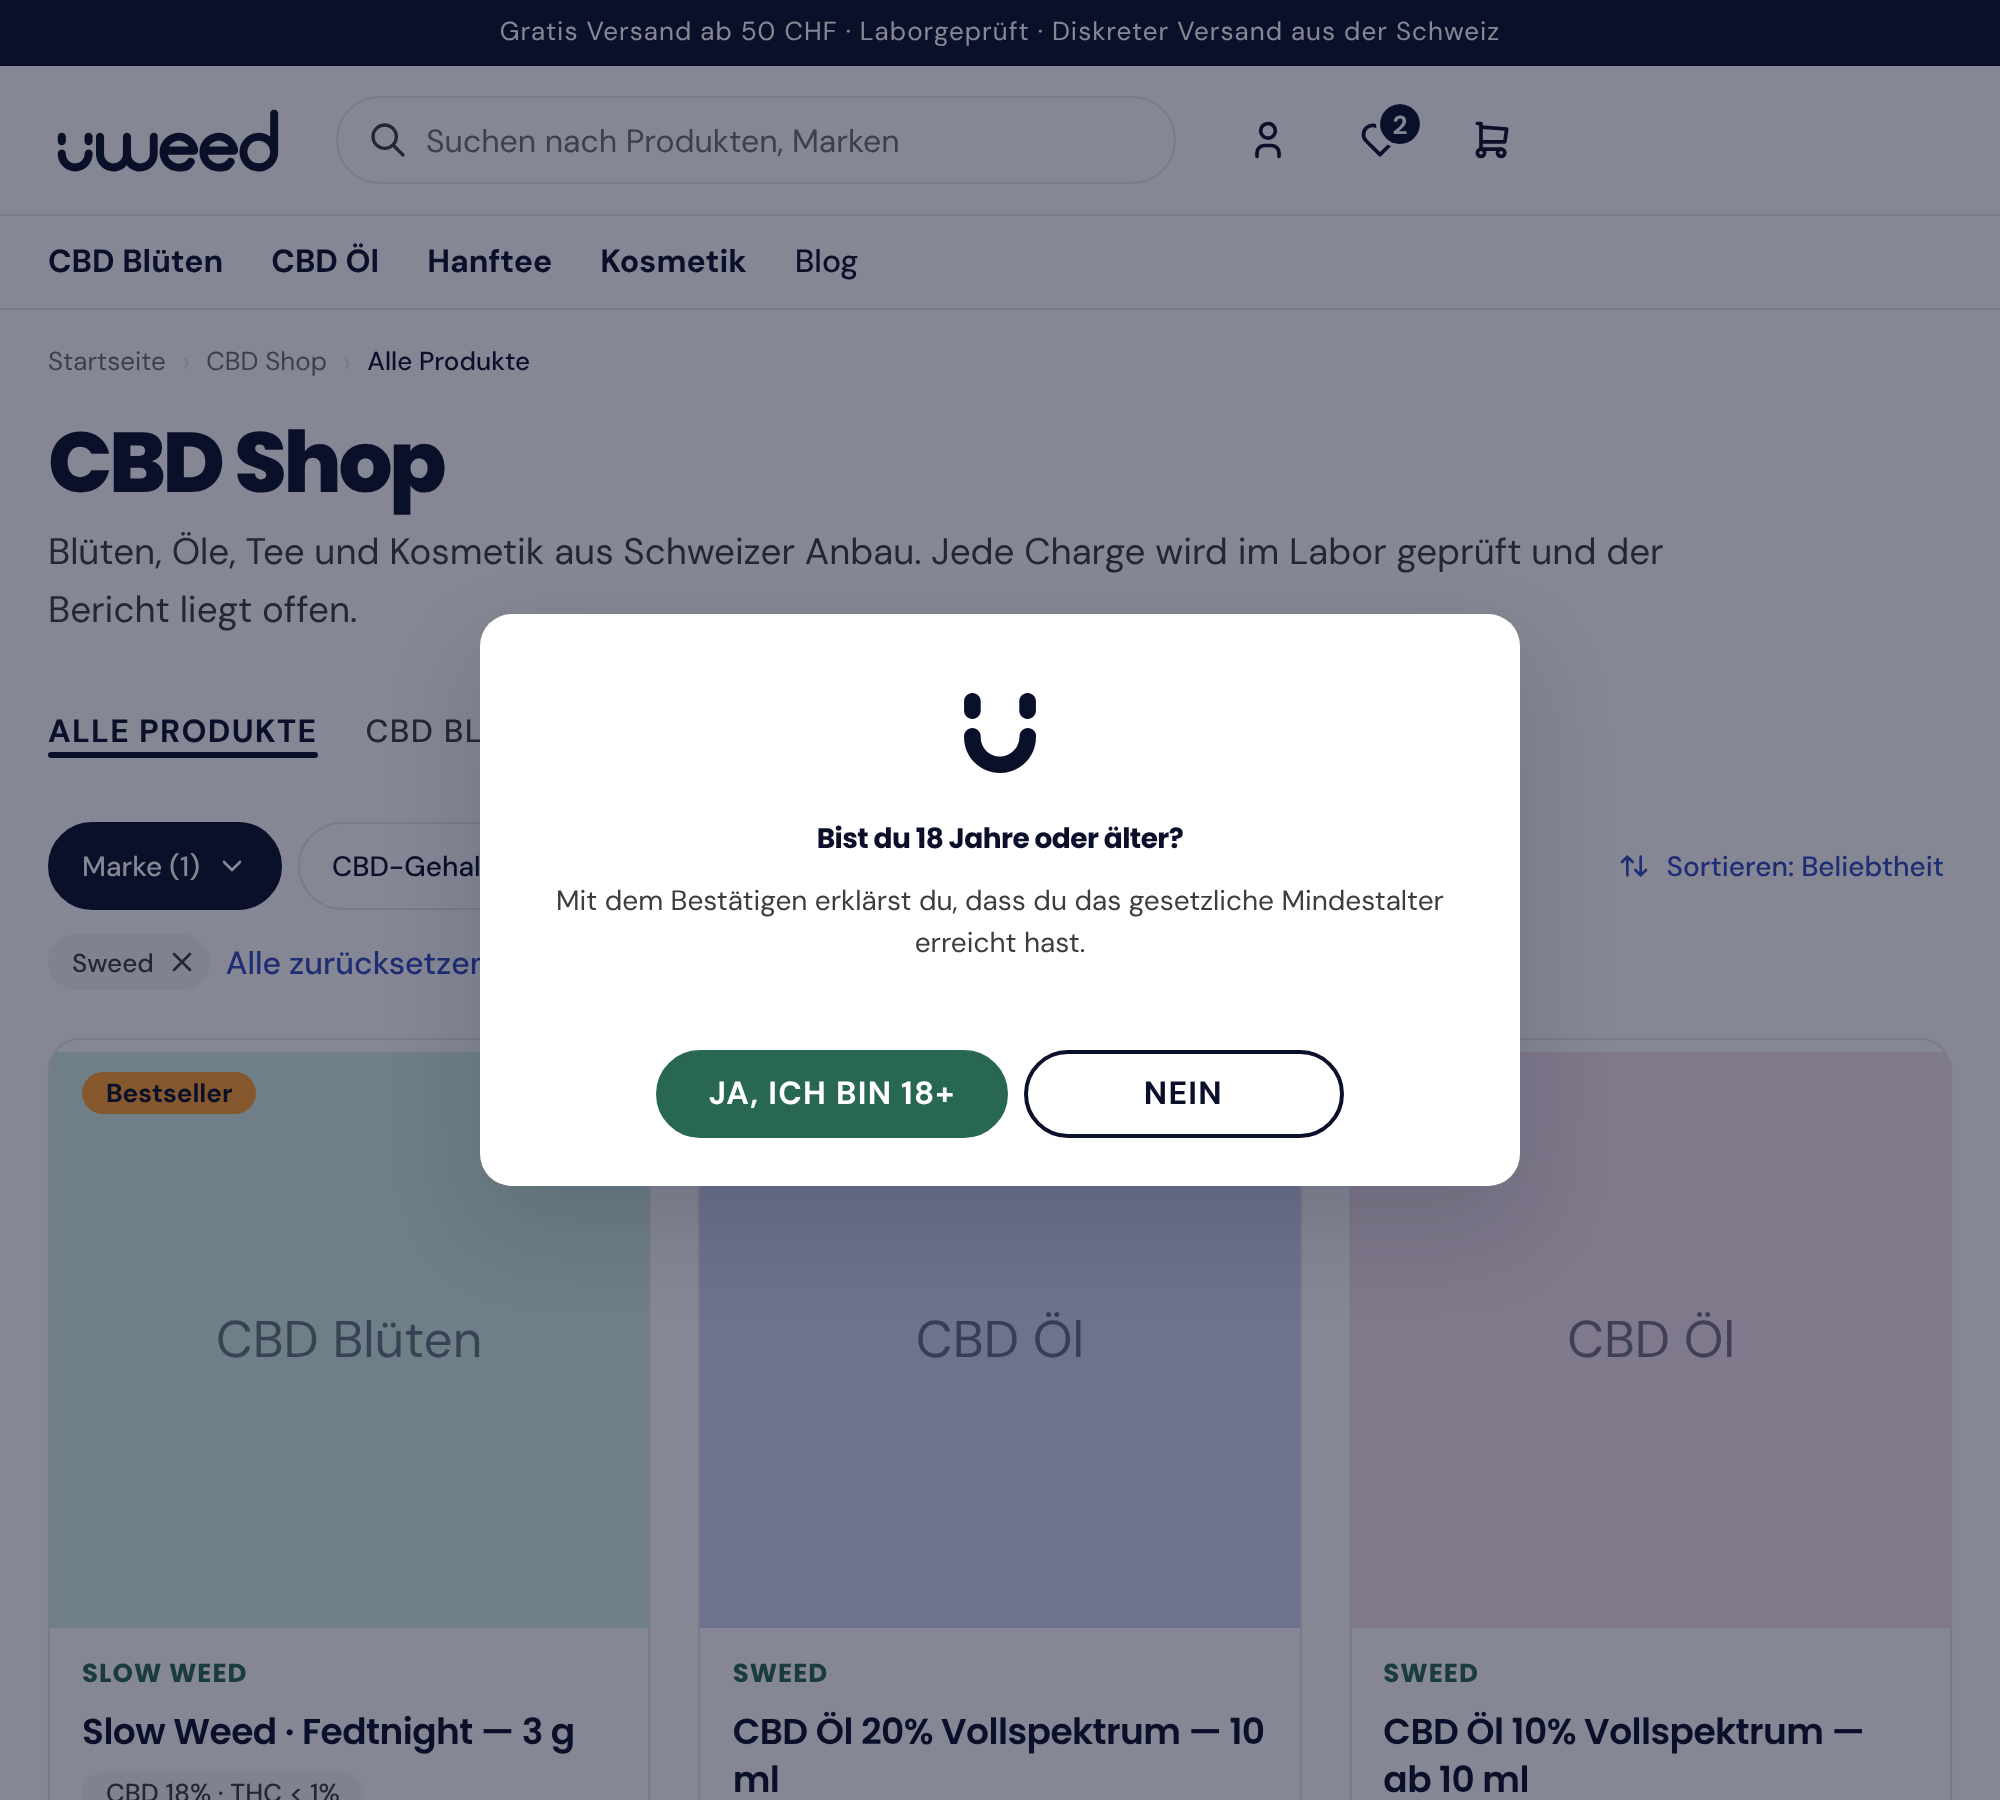 Gratis Versand ab 50 CHF · Laborgeprüft · Diskreter Versand aus der Schweiz
uweed
Suchen nach Produkten, Marken
2
CBD Blüten
CBD Öl
Hanftee
Kosmetik
Blog
Startseite › CBD Shop › Alle Produkte
CBD Shop
Blüten, Öle, Tee und Kosmetik aus Schweizer Anbau. Jede Charge wird im Labor geprüft und der
Bericht liegt offen.
ALLE PRODUKTE
CBD BL
Marke (1)
CBD-Gehal
Sortieren: Beliebtheit
Sweed
Alle zurücksetzen
Bist du 18 Jahre oder älter?
Mit dem Bestätigen erklärst du, dass du das gesetzliche Mindestalter
erreicht hast.
JA, ICH BIN 18+
NEIN
Bestseller
CBD Blüten
CBD Öl
CBD Öl
SLOW WEED
Slow Weed · Fedtnight — 3 g
CBD 18% · THC < 1%
SWEED
CBD Öl 20% Vollspektrum — 10
ml
SWEED
CBD Öl 10% Vollspektrum —
ab 10 ml